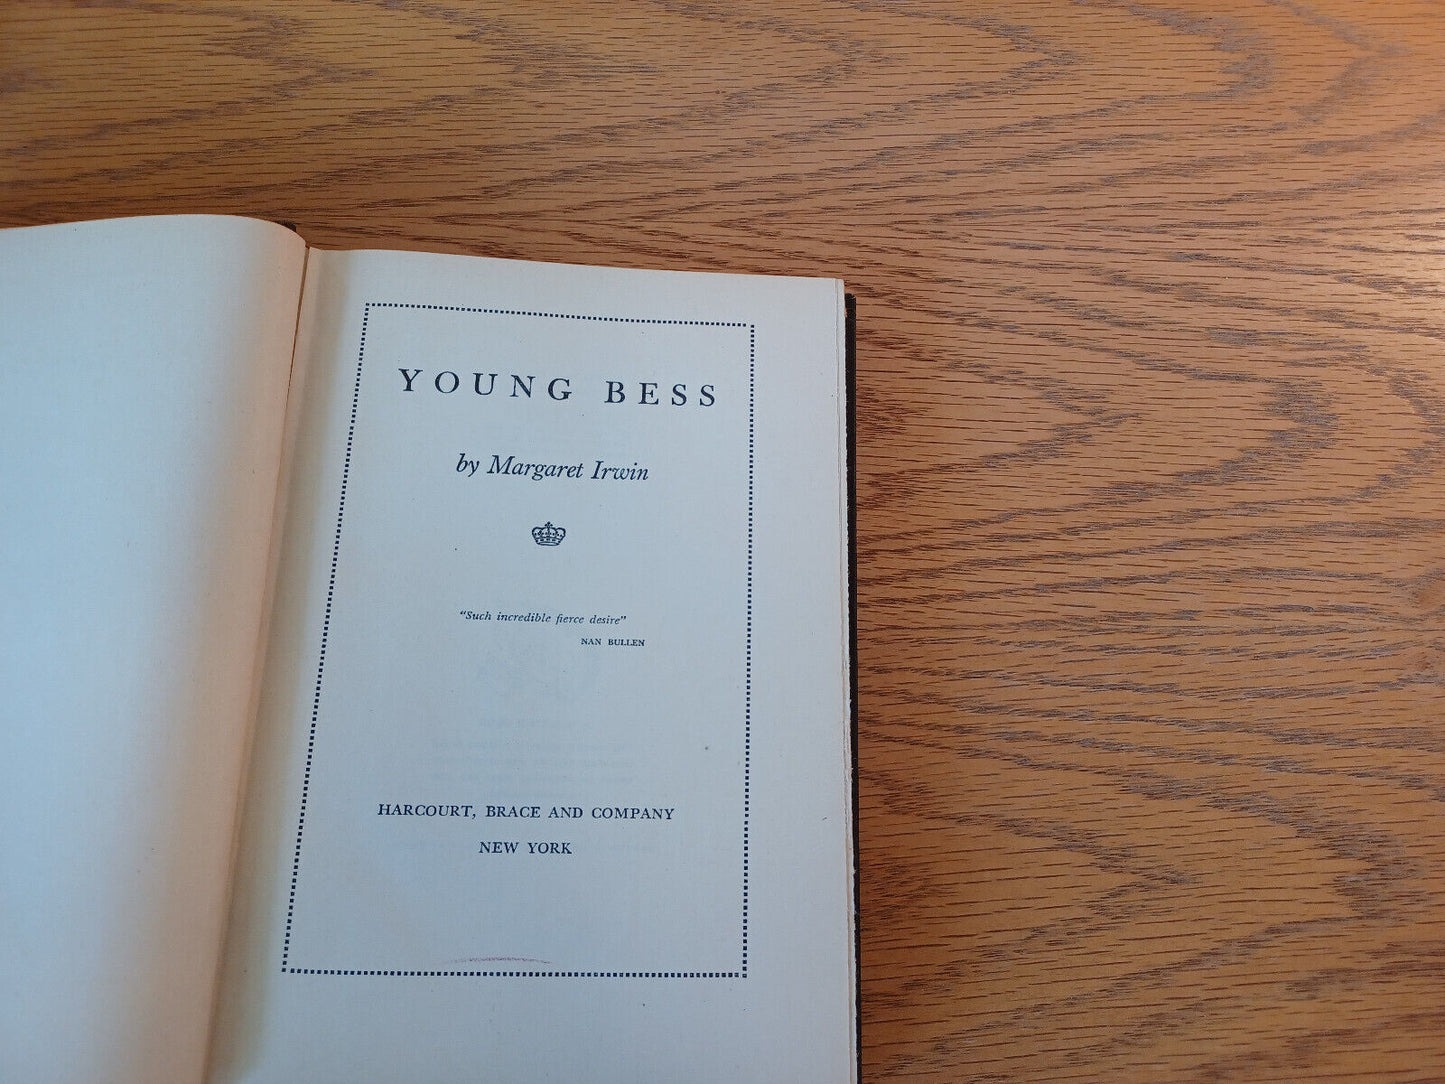 YOUNG BESS
by Margaret Irwin
"Such incredible fierce desire"
NAN BULLEN
HARCOURT, BRACE AND COMPANY
NEW YORK